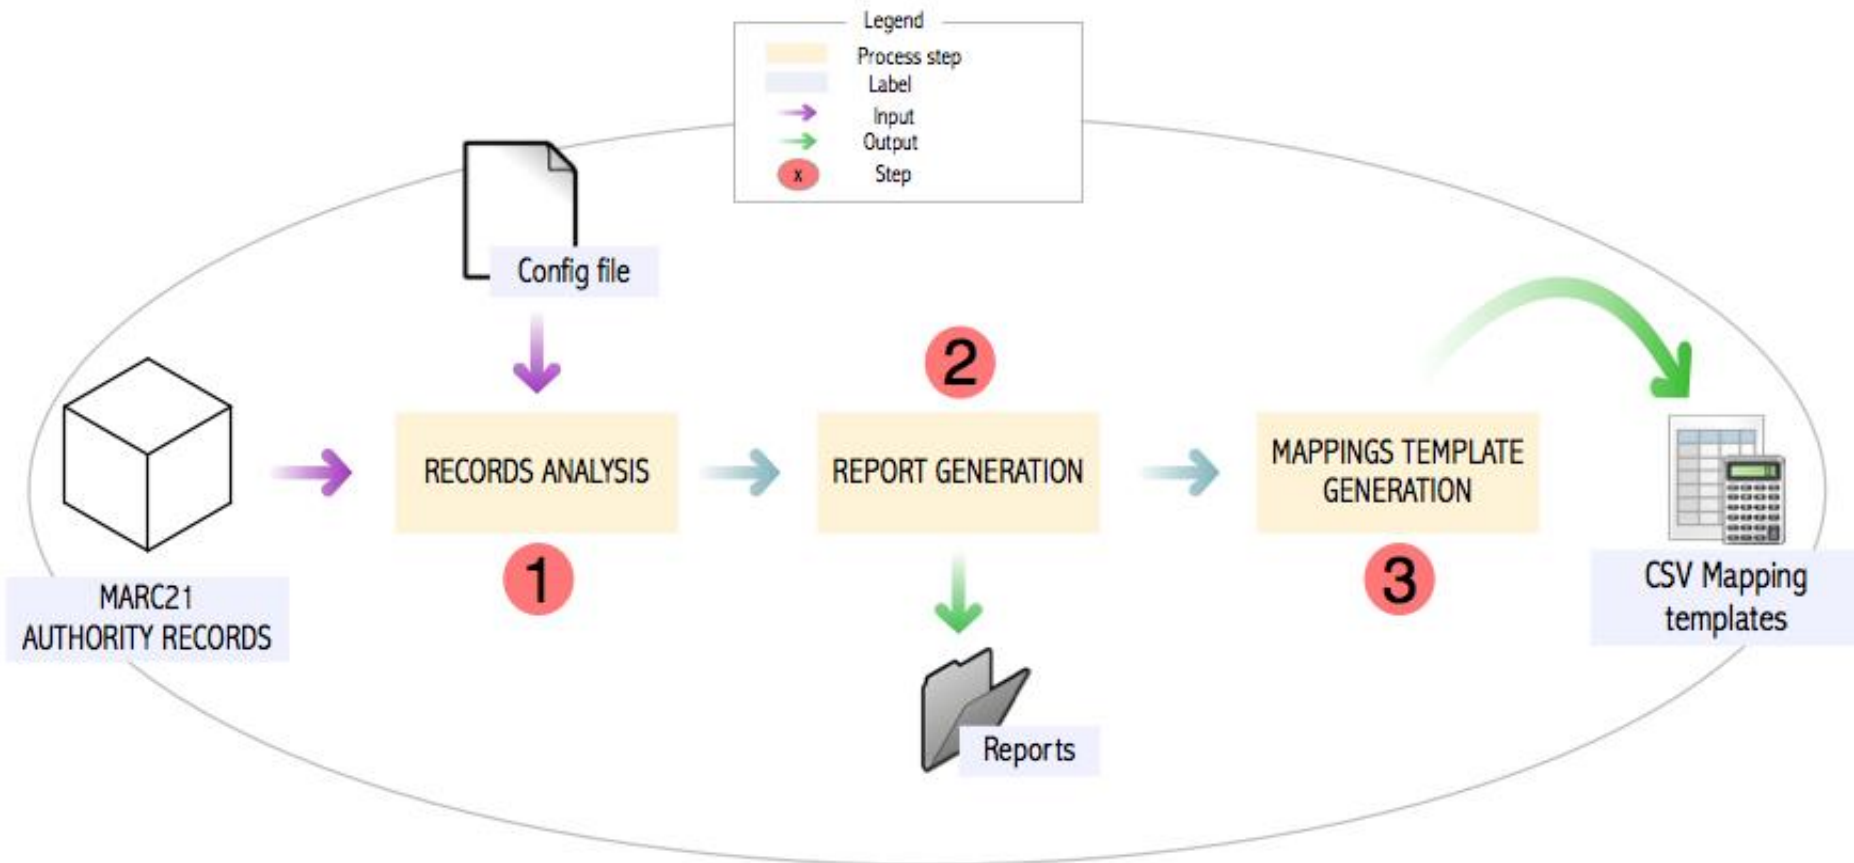 Legend
Process step
Label
Input
Output
x
Step
Config file
2
RECORDS ANALYSIS
REPORT GENERATION
MAPPINGS TEMPLATE
GENERATION
1
3
MARC21
AUTHORITY RECORDS
CSV Mapping
templates
Reports